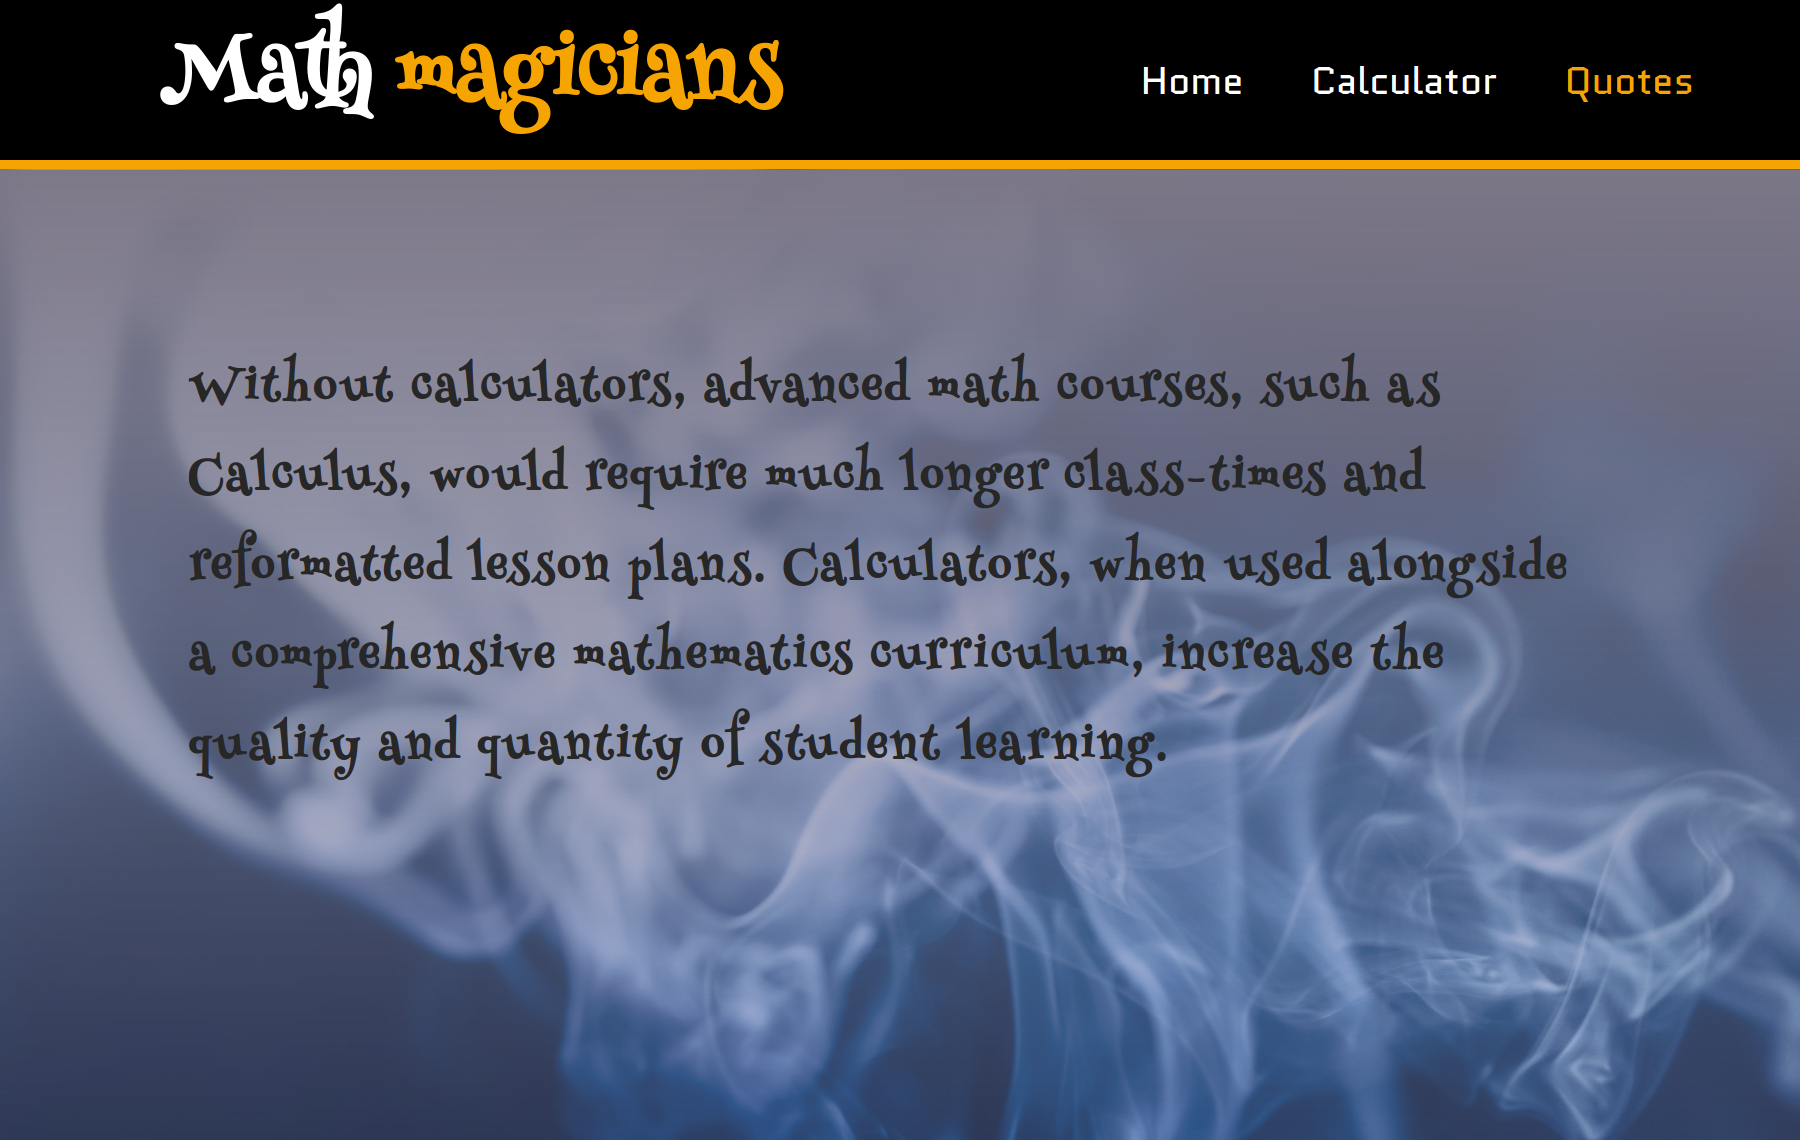 Math magicians
Home Calculator Quotes
Without calculators, advanced math courses, such as
Calculus, would require much longer class-times and
reformatted lesson plans. Calculators, when used alongside
a comprehensive mathematics curriculum, increase the
quality and quantity of student learning.